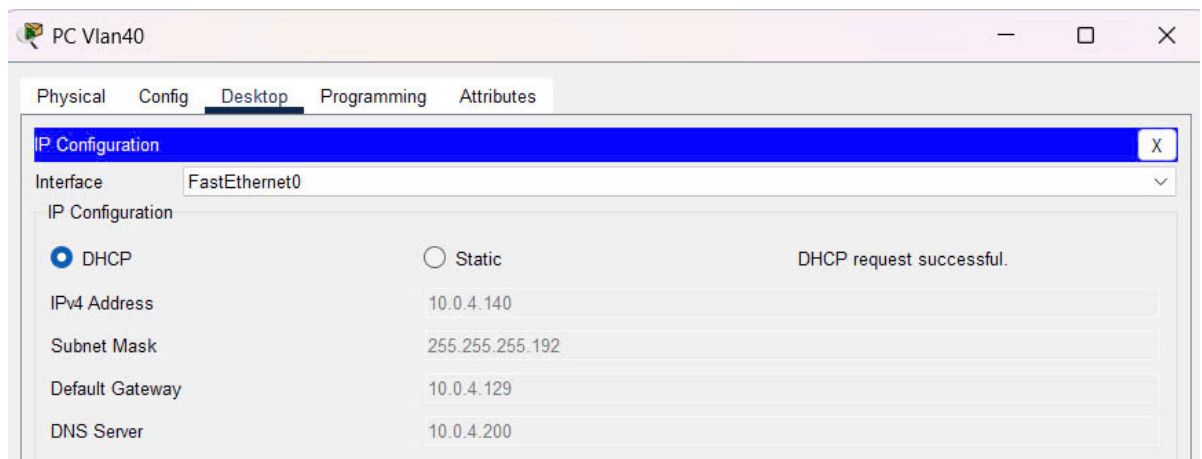 PC Vlan40
Physical Config Desktop Programming Attributes
IP Configuration X
Interface FastEthernet0
IP Configuration
DHCP Static DHCP request successful.
IPv4 Address 10.0.4.140
Subnet Mask 255.255.255.192
Default Gateway 10.0.4.129
DNS Server 10.0.4.200